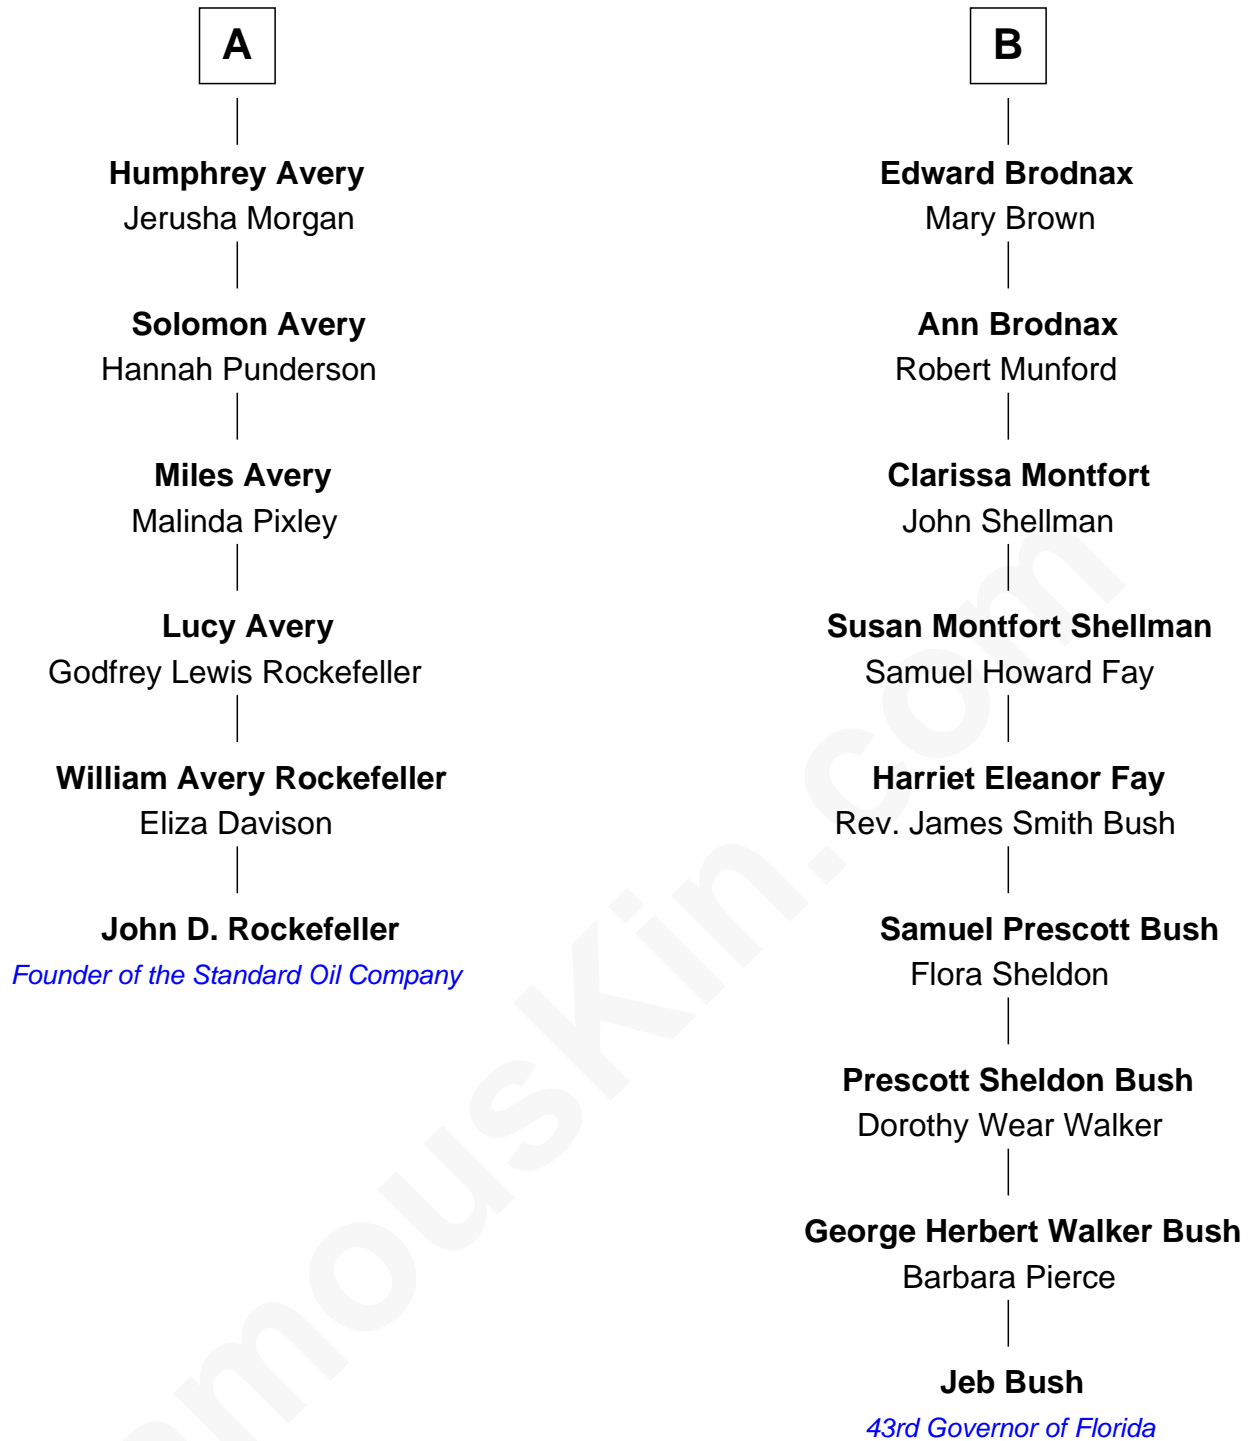 A
Humphrey Avery
Jerusha Morgan
Solomon Avery
Hannah Punderson
Miles Avery
Malinda Pixley
Lucy Avery
Godfrey Lewis Rockefeller
William Avery Rockefeller
Eliza Davison
John D. Rockefeller
Founder of the Standard Oil Company
B
Edward Brodnax
Mary Brown
Ann Brodnax
Robert Munford
Clarissa Montfort
John Shellman
Susan Montfort Shellman
Samuel Howard Fay
Harriet Eleanor Fay
Rev. James Smith Bush
Samuel Prescott Bush
Flora Sheldon
Prescott Sheldon Bush
Dorothy Wear Walker
George Herbert Walker Bush
Barbara Pierce
Jeb Bush
43rd Governor of Florida
amouskin.com